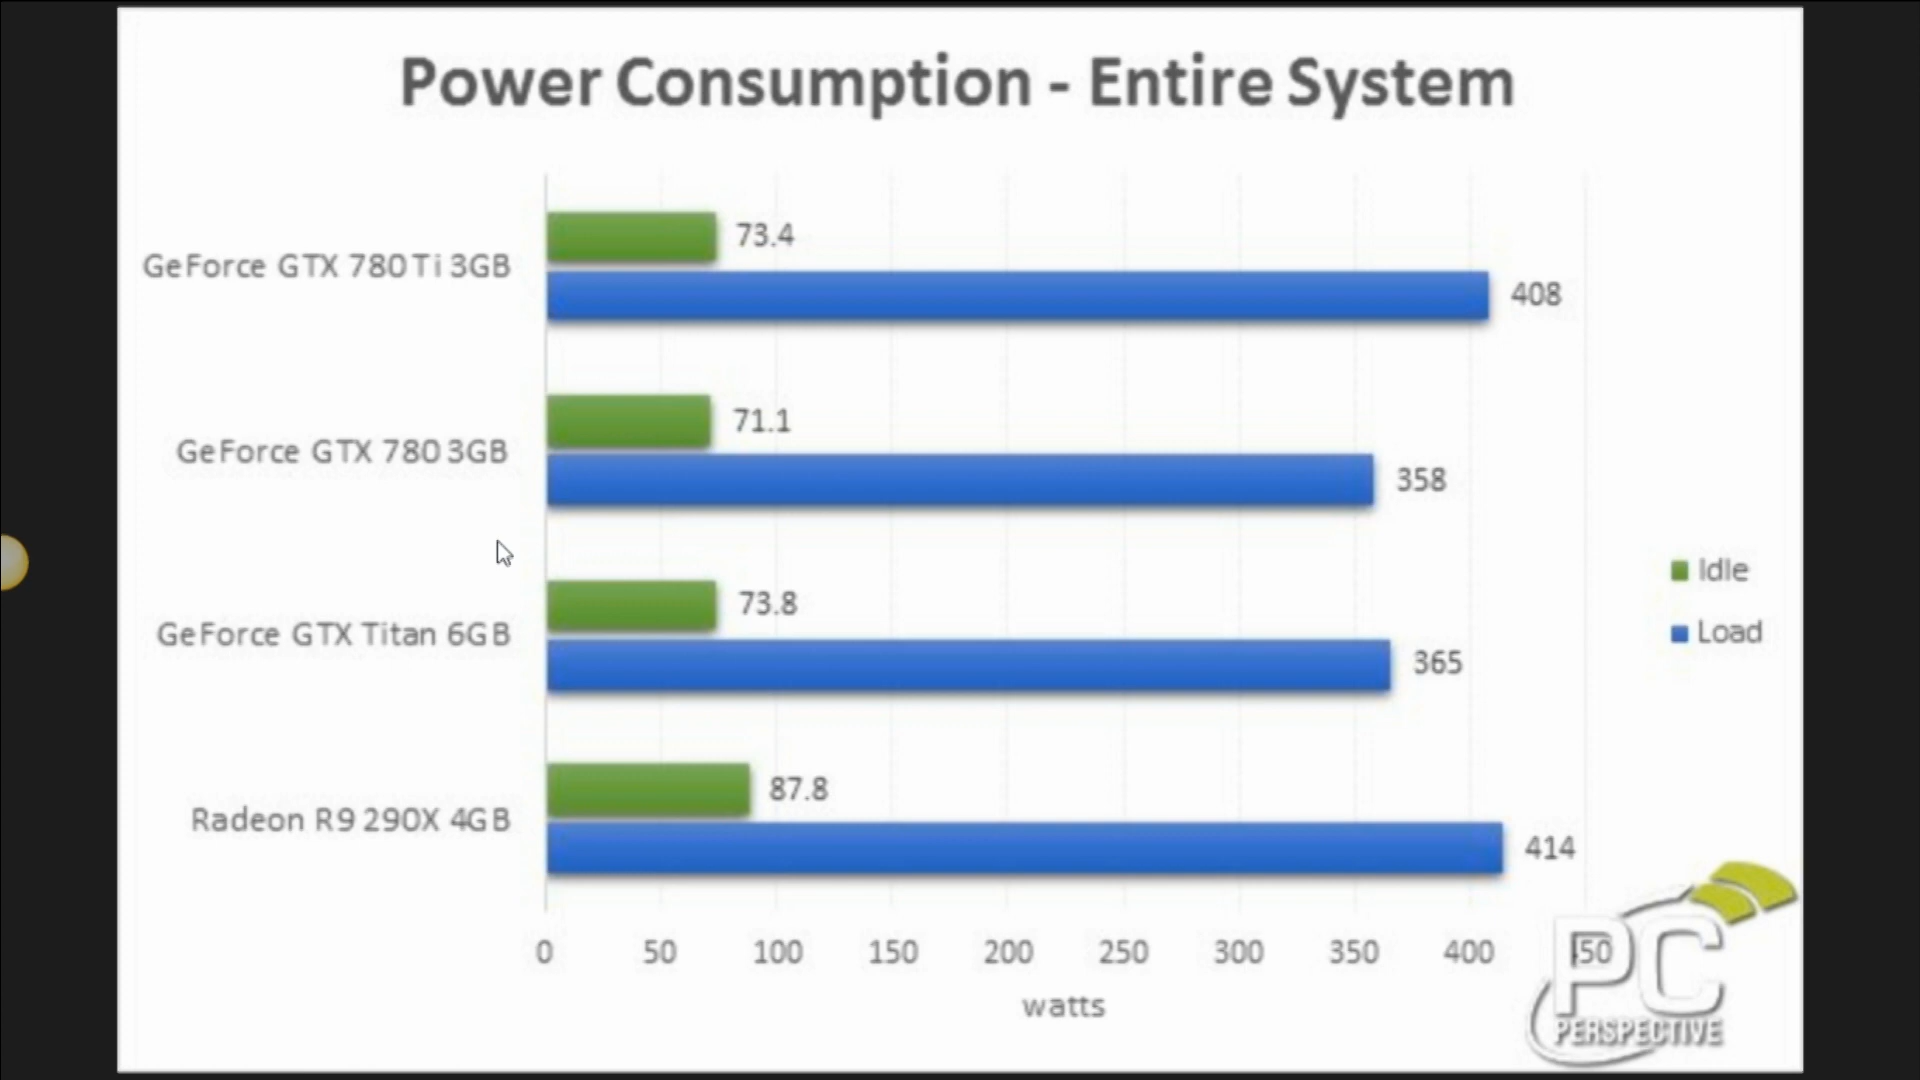 Power Consumption - Entire System
GeForce GTX 780 Ti 3GB
73.4
408
GeForce GTX 780 3GB
71.1
358
GeForce GTX Titan 6GB
73.8
365
Radeon R9 290X 4GB
87.8
414
Idle
Load
0 50 100 150 200 250 300 350 400
watts
PC
PERSPECTIVE